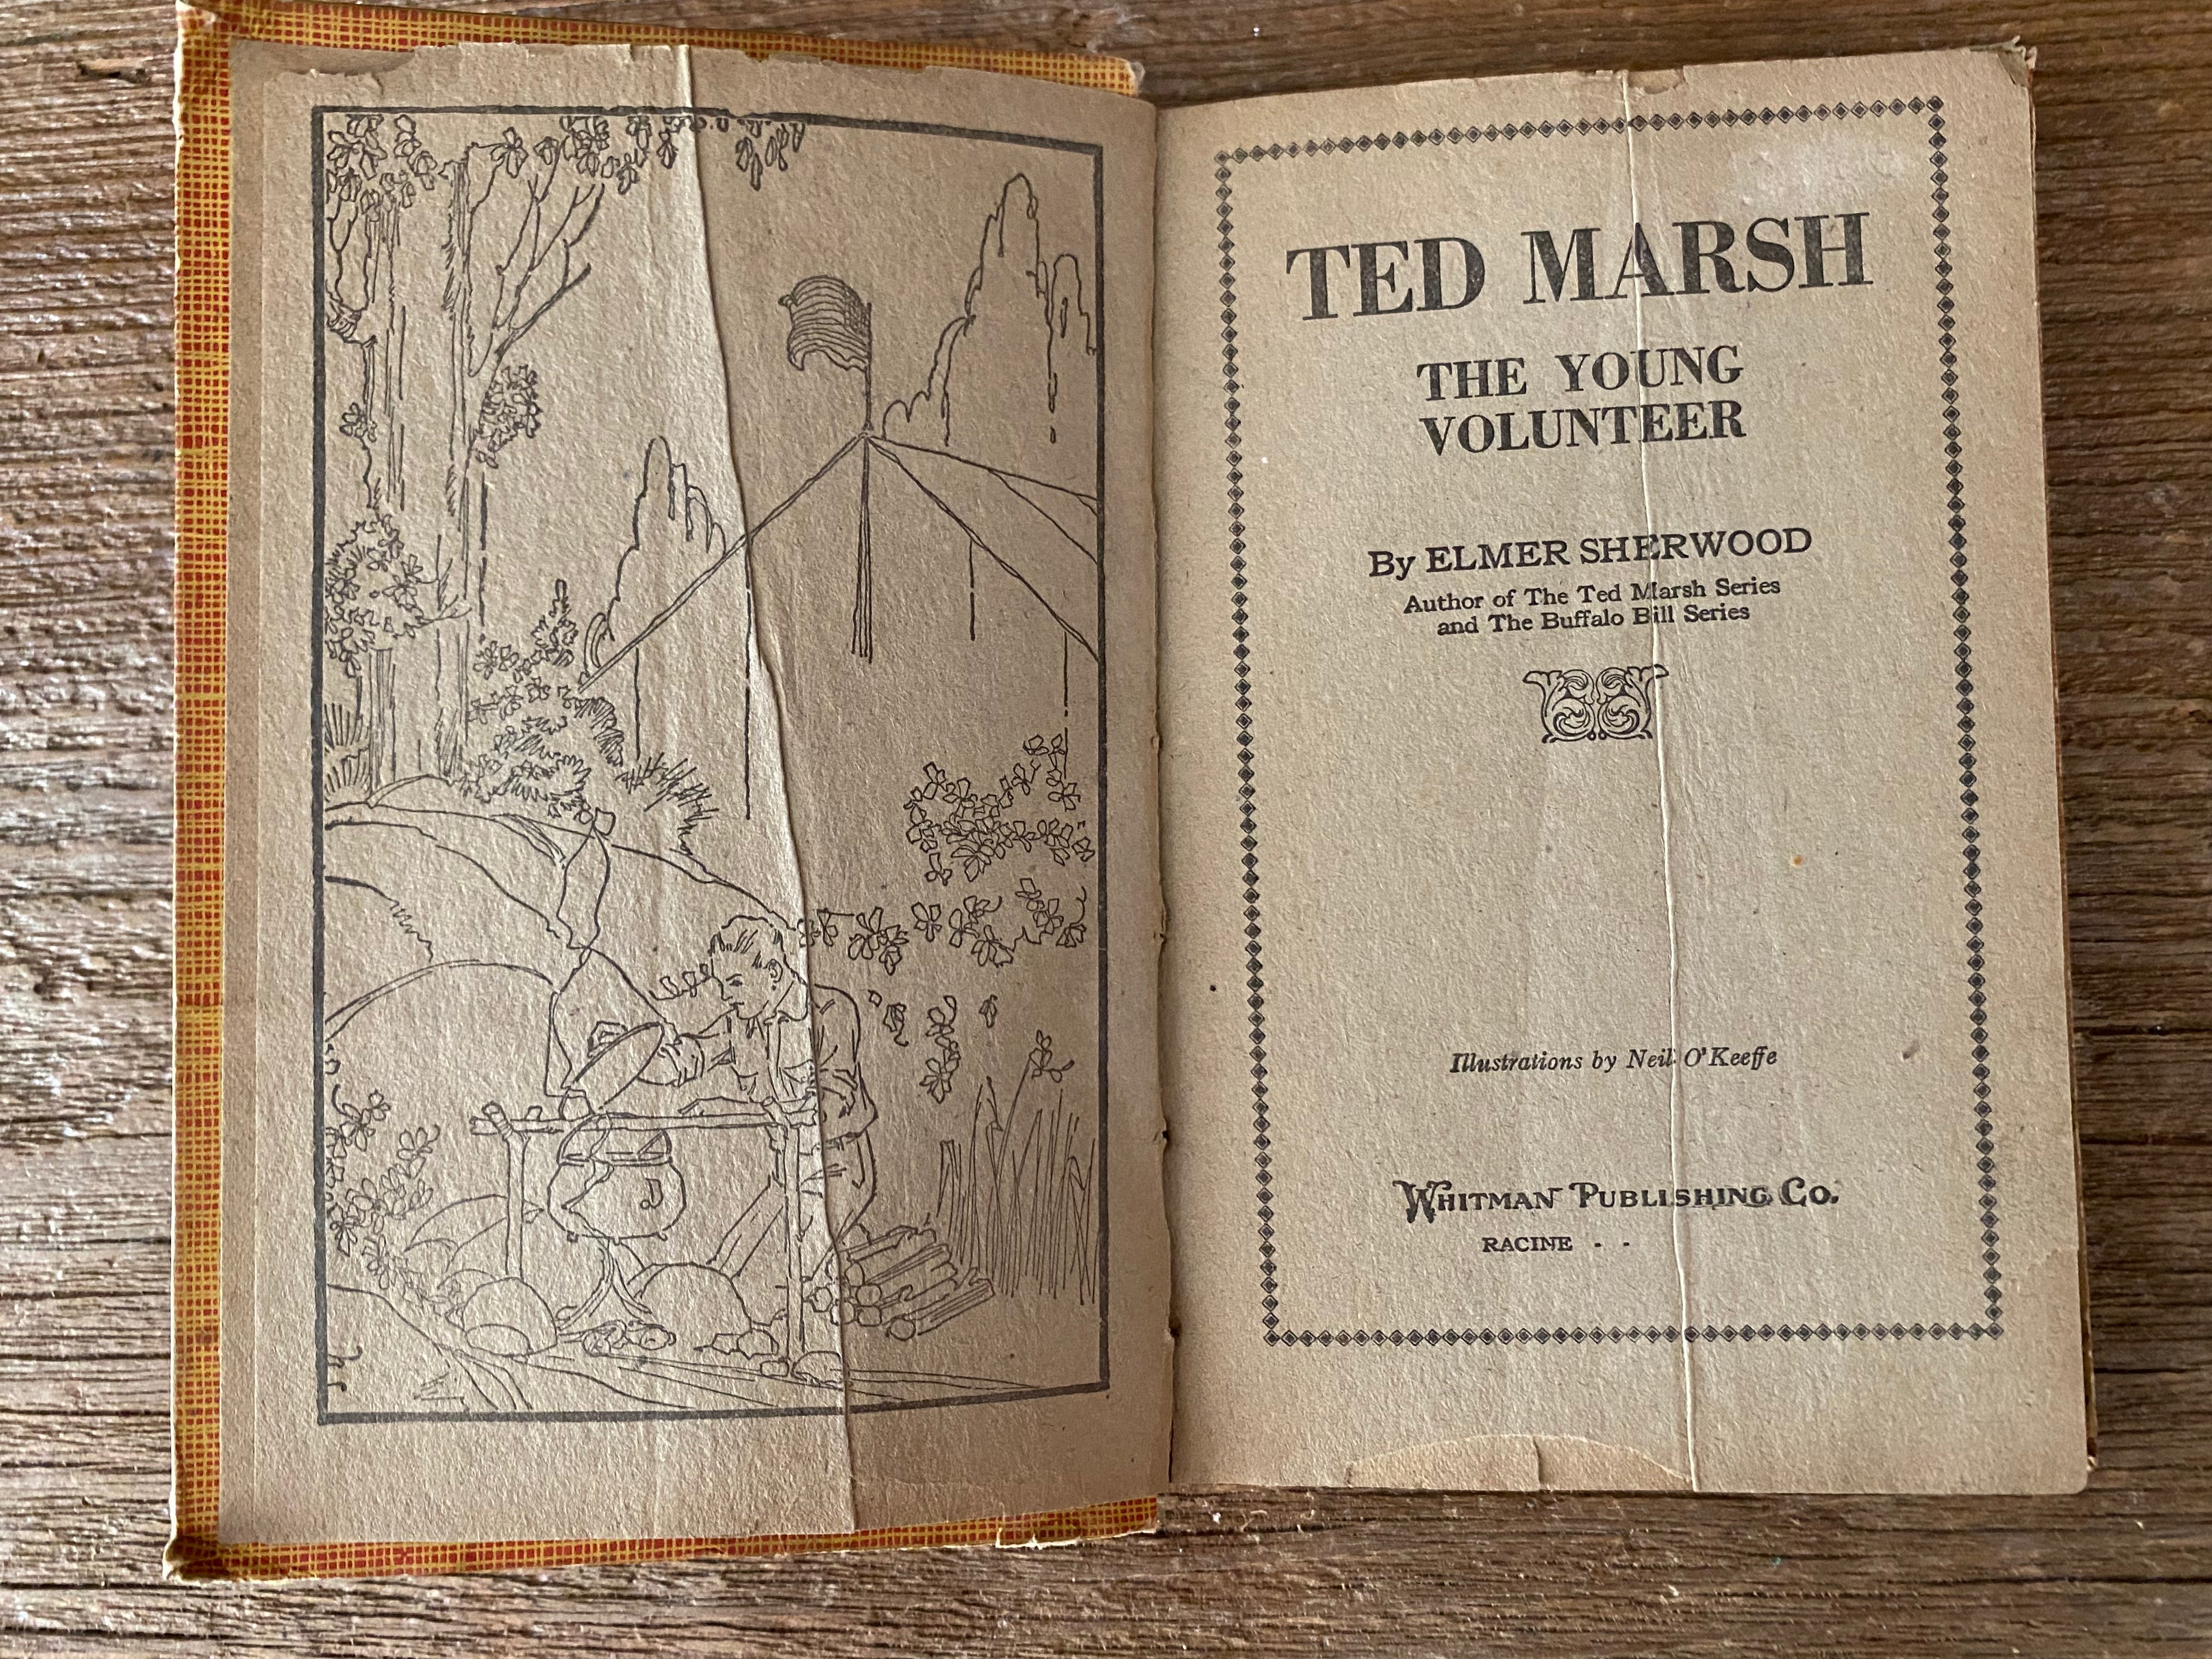 TED MARSH
THE YOUNG
VOLUNTEER
By ELMER SHERWOOD
Author of The Ted Marsh Series
and The Buffalo Bill Series
Illustrations by Neil O'Keeffe
WHITMAN PUBLISHING CO.
RACINE - -